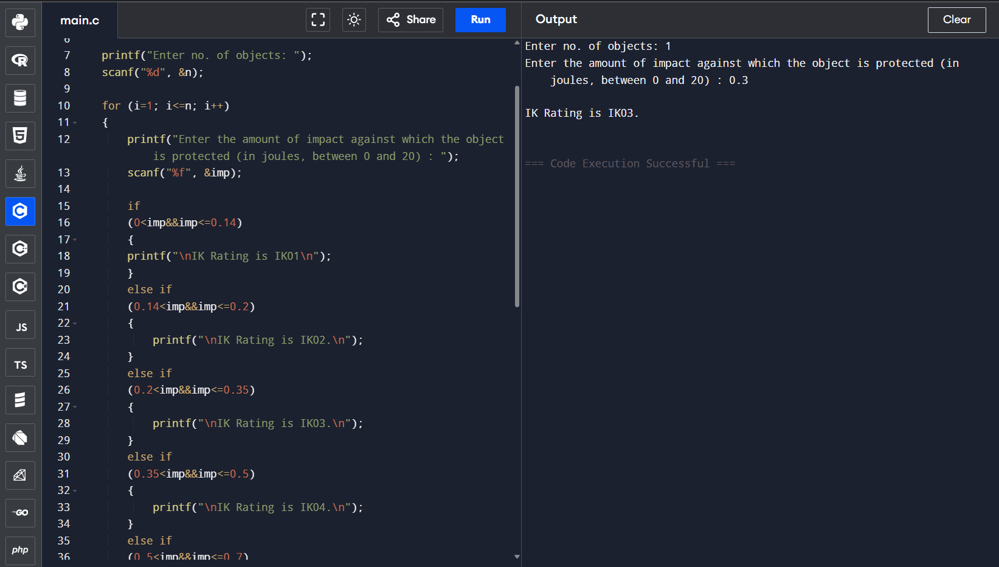 main.c
Share
Run
Output
Clear
6
7 printf("Enter no. of objects: ");
8 scanf("%d", &n);
9
10 for (i=1; i<=n; i++)
11 {
12 printf("Enter the amount of impact against which the object
is protected (in joules, between 0 and 20) : ");
13 scanf("%f", &imp);
14
15 if
16 (0<imp&&imp<=0.14)
17 {
18 printf("\nIK Rating is IK01\n");
19 }
20 else if
21 (0.14<imp&&imp<=0.2)
22 {
23 printf("\nIK Rating is IK02.\n");
24 }
25 else if
26 (0.2<imp&&imp<=0.35)
27 {
28 printf("\nIK Rating is IK03.\n");
29 }
30 else if
31 (0.35<imp&&imp<=0.5)
32 {
33 printf("\nIK Rating is IK04.\n");
34 }
35 else if
36 (0.5<imp&&imp<=0.7)
Enter no. of objects: 1
Enter the amount of impact against which the object is protected (in
joules, between 0 and 20) : 0.3
IK Rating is IK03.
=== Code Execution Successful ===
R
5
C
C++
C#
JS
TS
GO
php